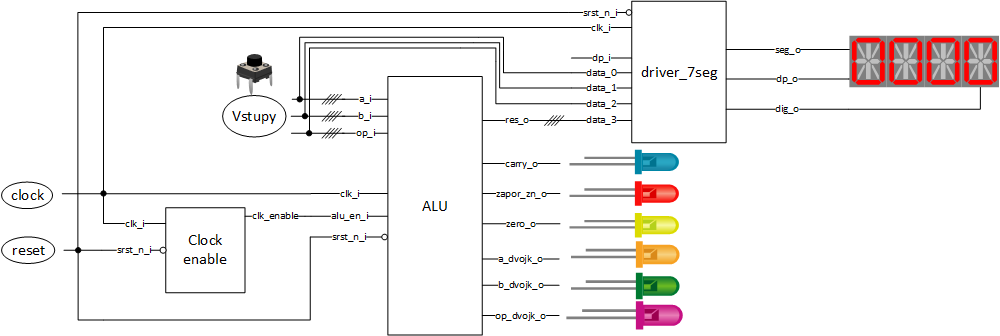 srst_n_i
clk_i
dp_i
data_0
data_1
data_2
data_3
driver_7seg
seg_o
dp_o
dig_o
Vstupy
a_i
b_i
op_i
res_o
carry_o
zapor_zn_o
zero_o
a_dvojk_o
b_dvojk_o
op_dvojk_o
ALU
clock
clk_i
clk_i
clk_enable
alu_en_i
srst_n_i
reset
srst_n_i
Clock
enable